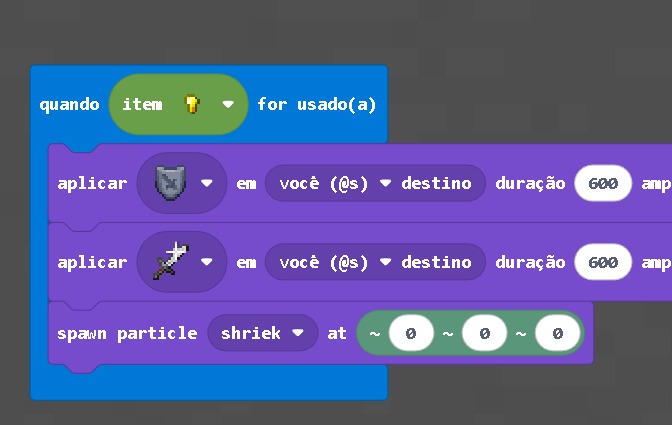 quando item for usado(a)
aplicar em você (@s) destino duração 600 amp
aplicar em você (@s) destino duração 600 amp
spawn particle shriek at ~ 0 ~ 0 ~ 0